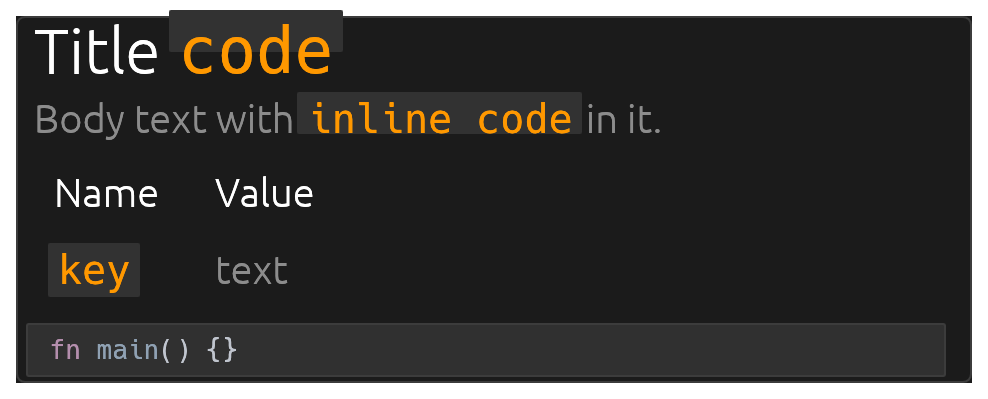 Title code
Body text with inline code in it.
Name Value
key text
fn main() {}